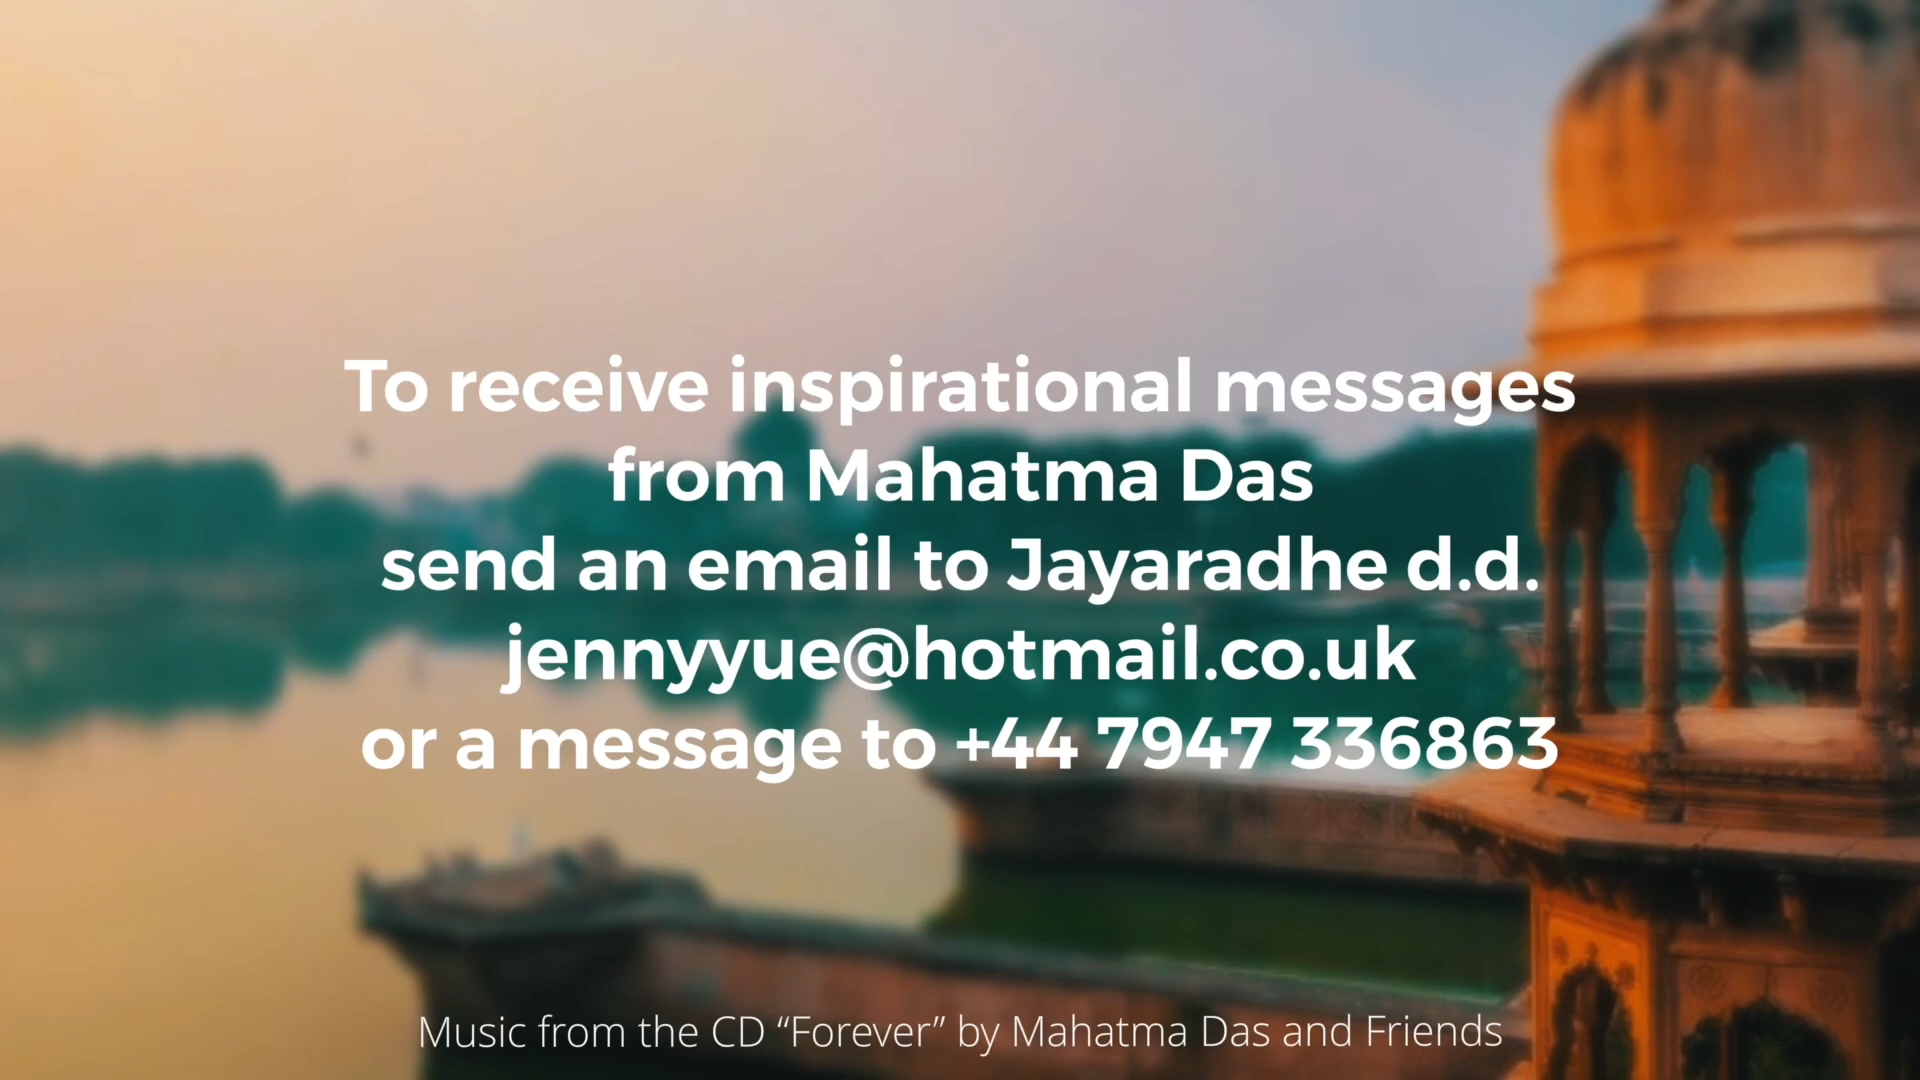 To receive inspirational messages
from Mahatma Das
send an email to Jayaradhe d.d.
jennyyue@hotmail.co.uk
or a message to +44 7947 336863
Music from the CD “Forever” by Mahatma Das and Friends